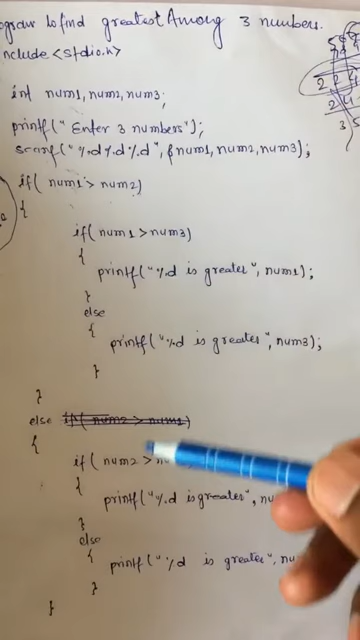 ogram to find greatest Among 3 numbers.
nclude <stdio.h>
int num1, num2, num3;
printf(" Enter 3 numbers");
scanf("%d%d%d", &num1, num2, num3);
if( num1 > num2)
{
if( num1 > num3)
{
printf("%d is greater", num1);
}
else
{
printf("%d is greater", num3);
}
}
else if( num2 > num1)
{
if( num2 >
{
printf("%d is greater",
}
else
{
printf("%d is greater",
}
}